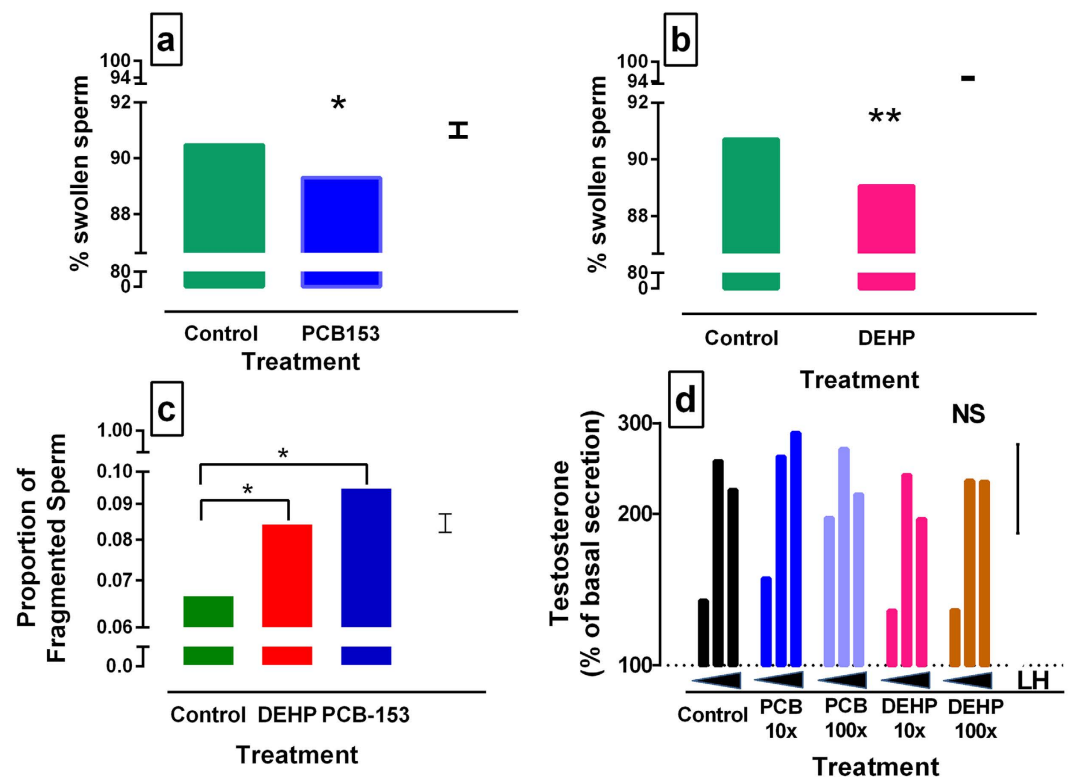 a
% swollen sperm
100
94
92
90
88
80
0
*
Control PCB153
Treatment
b
% swollen sperm
100
94
92
90
88
80
0
**
Control DEHP
Treatment
c
Proportion of
Fragmented Sperm
1.00
0.10
0.09
0.08
0.07
0.06
0.0
*
*
Control DEHP PCB-153
Treatment
d
Testosterone
(% of basal secretion)
300
200
100
NS
LH
Control PCB PCB DEHP DEHP
10x 100x 10x 100x
Treatment